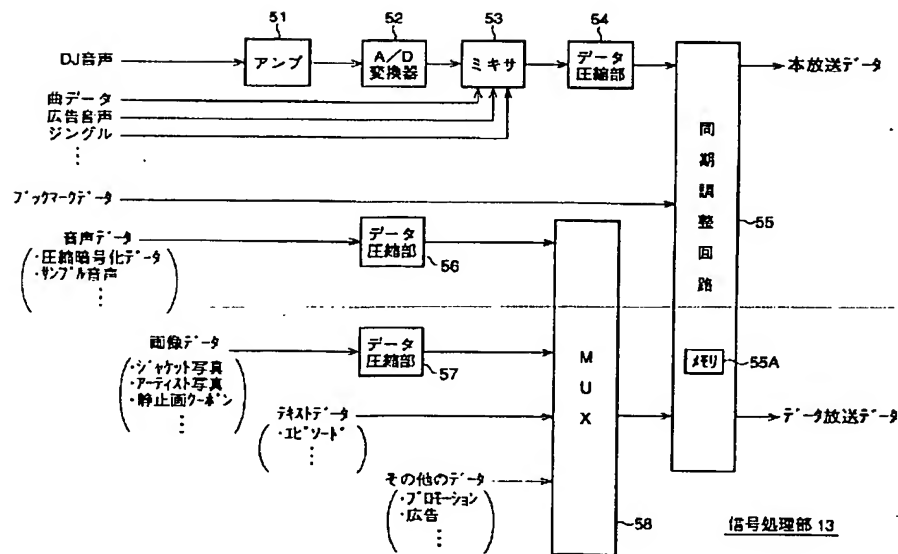 51
52
53
54
DJ音声
アンプ
A/D
変換器
ミキサ
データ
圧縮部
本放送データ
曲データ
広告音声
ジングル
⋮
同期調整回路
ブックマークデータ
55
音声データ
・圧縮暗号化データ
・サンプル音声
⋮
データ
圧縮部
56
画像データ
・ジャケット写真
・アーティスト写真
・静止画クーポン
⋮
データ
圧縮部
57
MUX
メモリ
55A
テキストデータ
・エピソード
⋮
データ放送データ
その他のデータ
・プロモーション
・広告
⋮
58
信号処理部 13